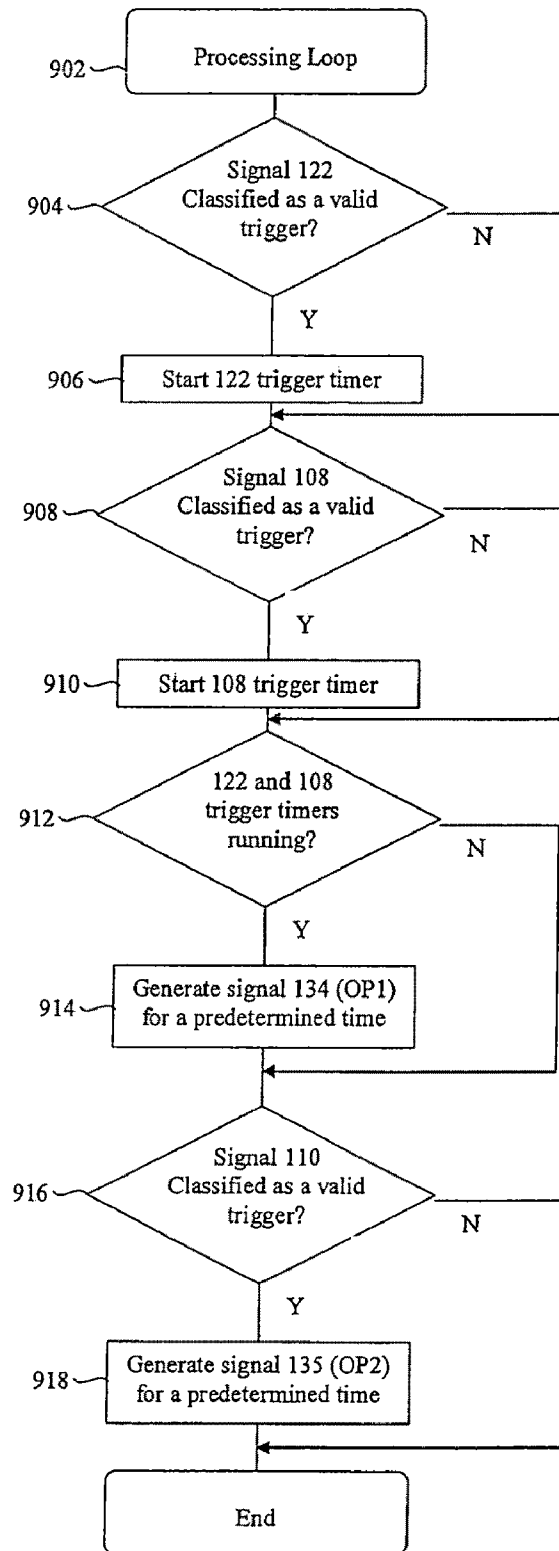 Processing Loop
902
Signal 122
Classified as a valid
trigger?
904
N
Y
906
Start 122 trigger timer
Signal 108
Classified as a valid
trigger?
908
N
Y
910
Start 108 trigger timer
122 and 108
trigger timers
running?
912
N
Y
Generate signal 134 (OP1)
for a predetermined time
914
Signal 110
Classified as a valid
trigger?
916
N
Y
Generate signal 135 (OP2)
for a predetermined time
918
End